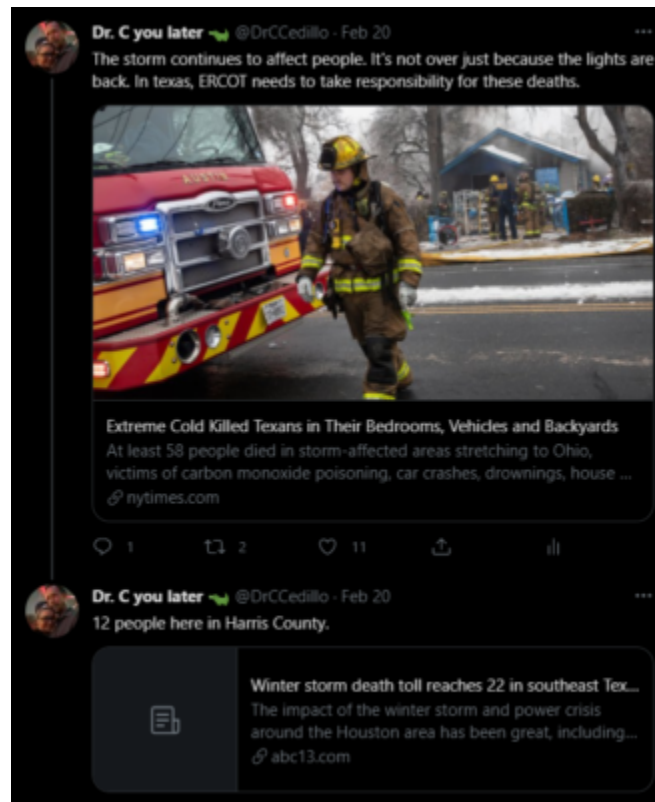 Dr. C you later @DrCCedillo · Feb 20
The storm continues to affect people. It's not over just because the lights are
back. In texas, ERCOT needs to take responsibility for these deaths.
AUSTIN
Extreme Cold Killed Texans in Their Bedrooms, Vehicles and Backyards
At least 58 people died in storm-affected areas stretching to Ohio,
victims of carbon monoxide poisoning, car crashes, drownings, house ...
nytimes.com
1 2 11
Dr. C you later @DrCCedillo · Feb 20
12 people here in Harris County.
Winter storm death toll reaches 22 in southeast Tex...
The impact of the winter storm and power crisis
around the Houston area has been great, including...
abc13.com